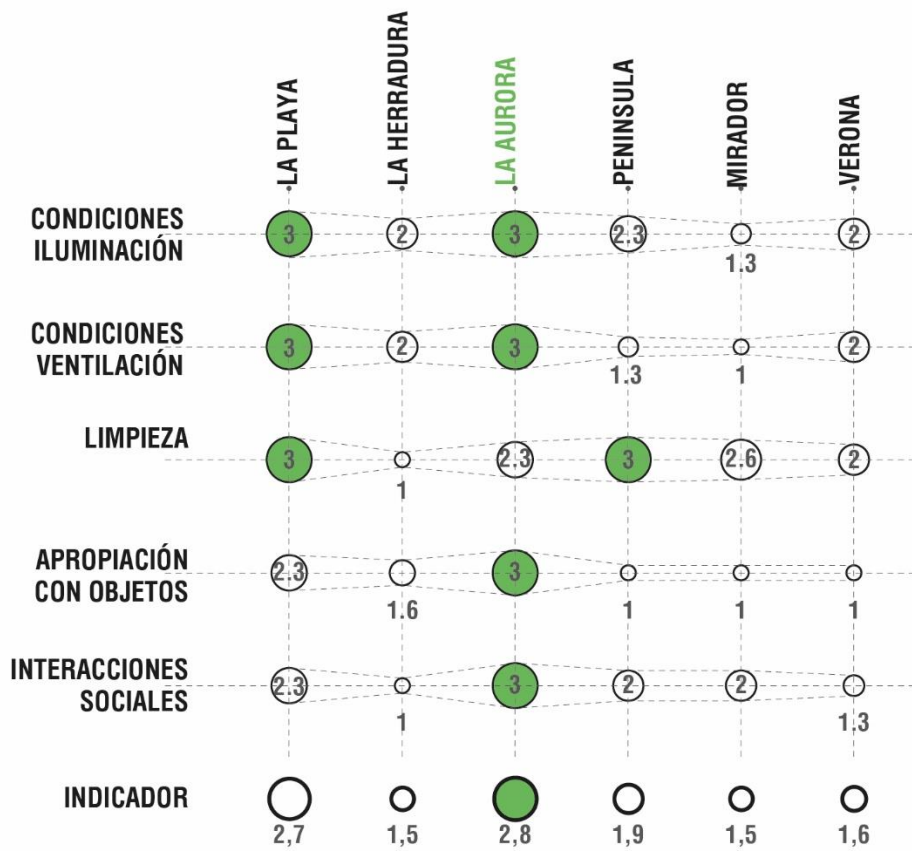 LA PLAYA
LA HERRADURA
LA AURORA
PENINSULA
MIRADOR
VERONA
CONDICIONES
ILUMINACIÓN
3 2 3 2.3 1.3 2
CONDICIONES
VENTILACIÓN
3 2 3 1.3 1 2
LIMPIEZA
3 1 2.3 3 2.6 2
APROPIACIÓN
CON OBJETOS
2.3 1.6 3 1 1 1
INTERACCIONES
SOCIALES
2.3 1 3 2 2 1.3
INDICADOR
2,7 1,5 2,8 1,9 1,5 1,6